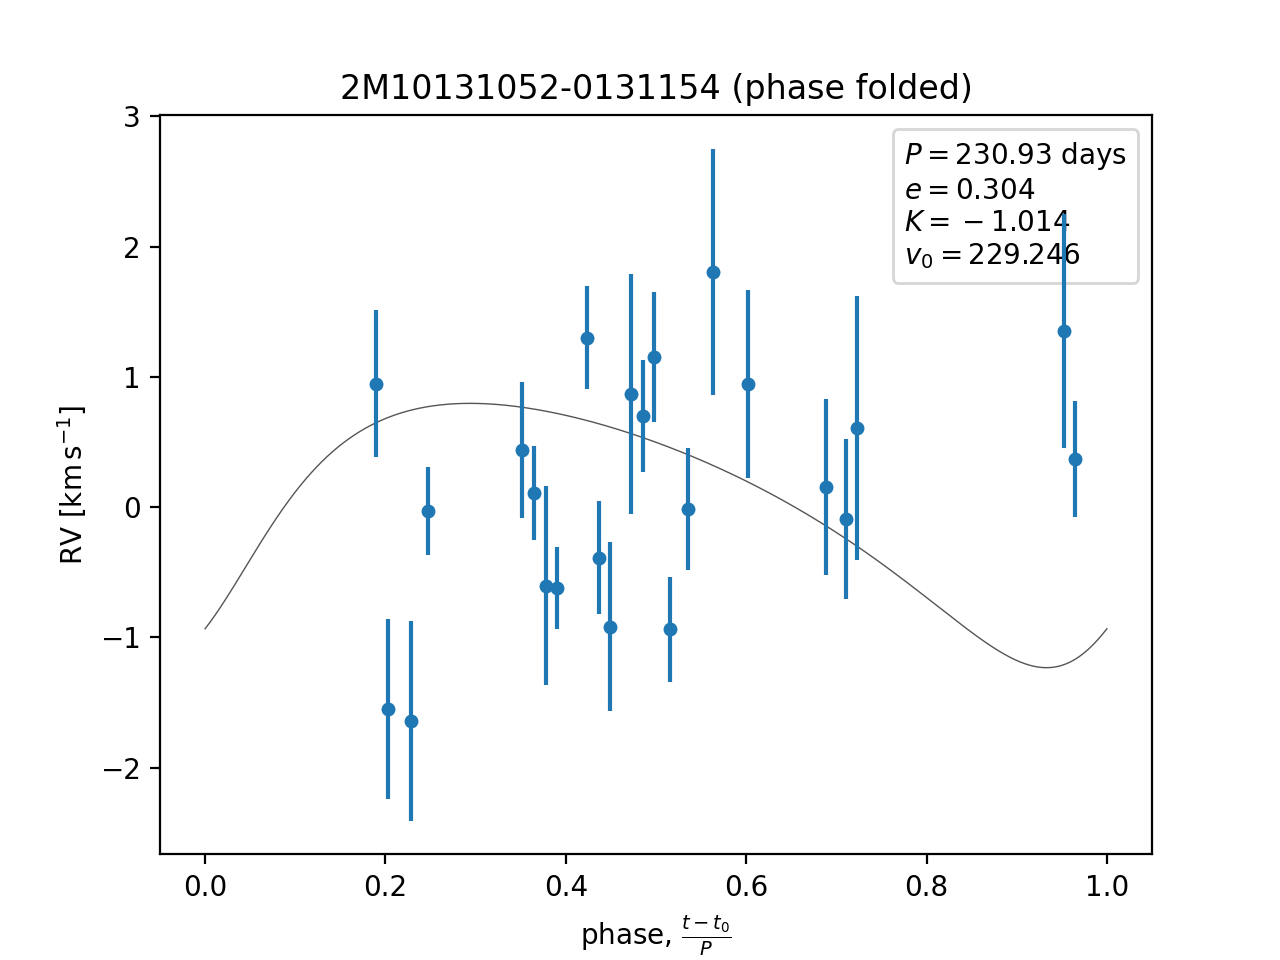 2M10131052-0131154 (phase folded)
P = 230.93 days
e = 0.304
K = −1.014
v₀ = 229.246
3
2
1
0
−1
−2
RV [km s⁻¹]
0.0 0.2 0.4 0.6 0.8 1.0
phase, (t − t₀)/P